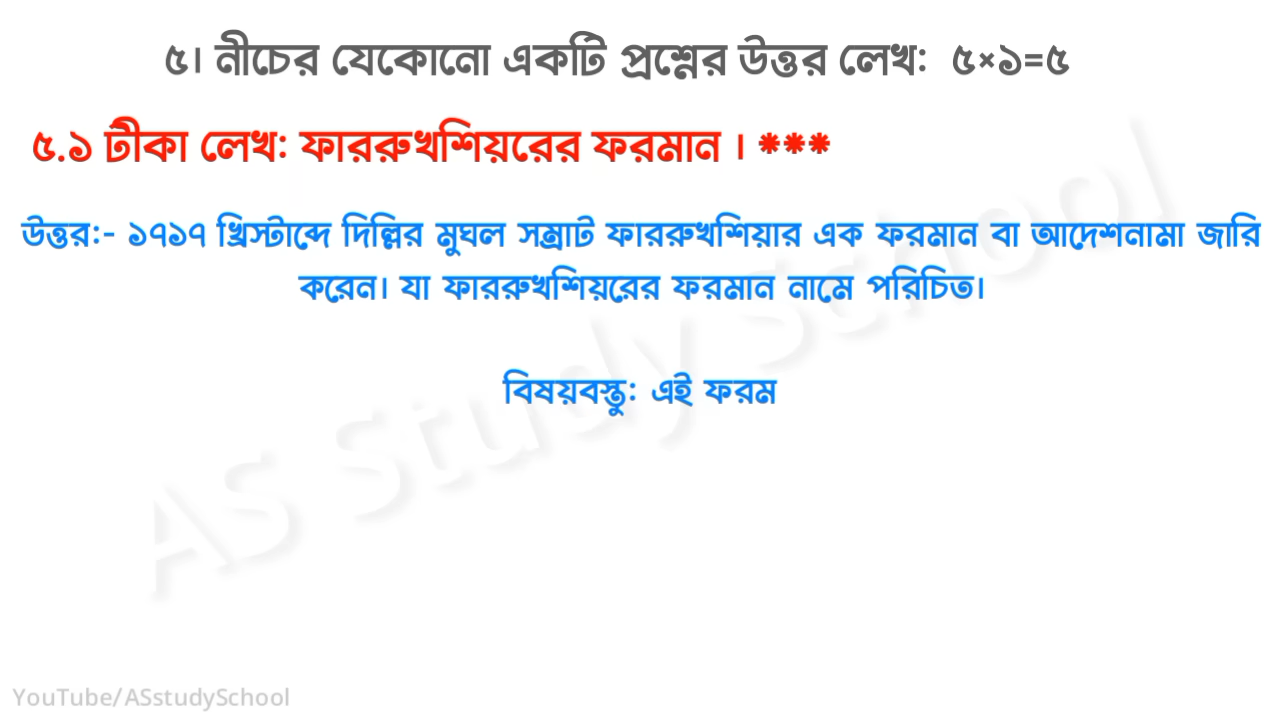 ৫। নীচের যেকোনো একটি প্রশ্নের উত্তর লেখ: ৫×১=৫
৫.১ টীকা লেখ: ফাররুখশিয়রের ফরমান । ***
উত্তর:- ১৭১৭ খ্রিস্টাব্দে দিল্লির মুঘল সম্রাট ফাররুখশিয়ার এক ফরমান বা আদেশনামা জারি
করেন। যা ফাররুখশিয়রের ফরমান নামে পরিচিত।
বিষয়বস্তু: এই ফরম
AS Study School
YouTube/ASstudySchool